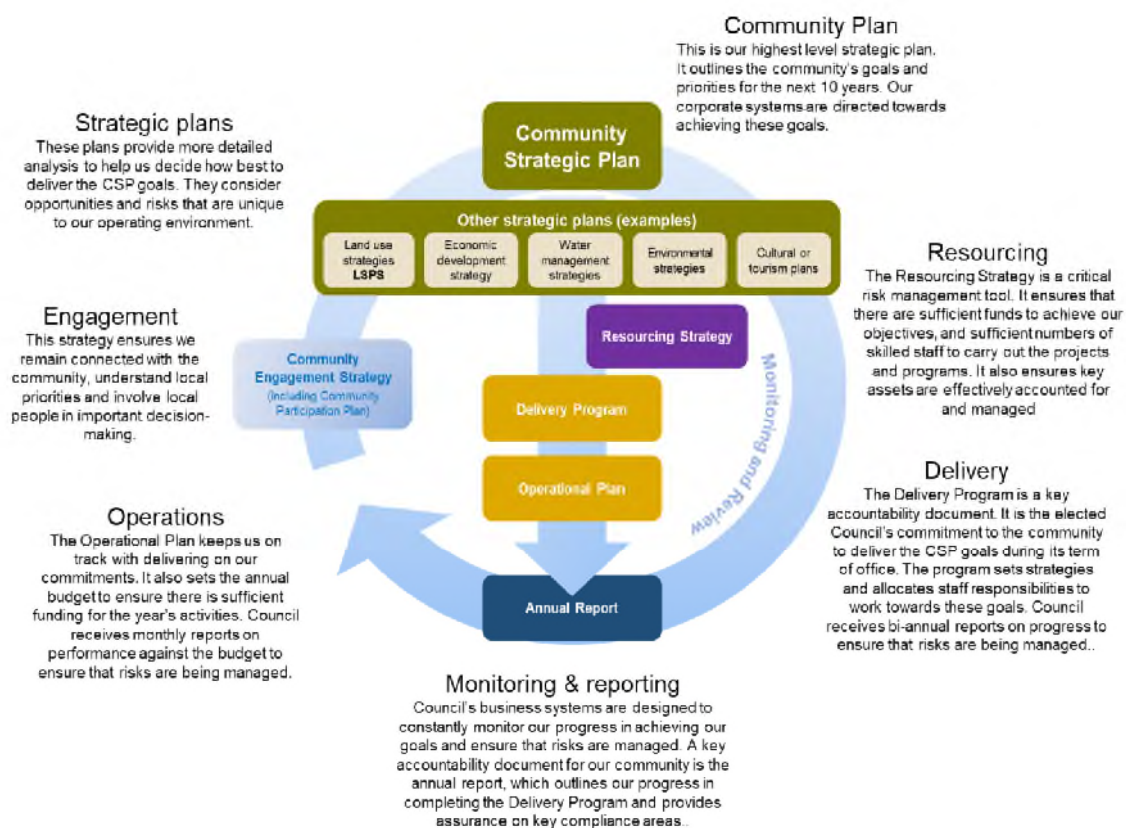 Community Plan
This is our highest level strategic plan.
It outlines the community's goals and
priorities for the next 10 years. Our
corporate systems are directed towards
achieving these goals.
Strategic plans
These plans provide more detailed
analysis to help us decide how best to
deliver the CSP goals. They consider
opportunities and risks that are unique
to our operating environment.
Community
Strategic Plan
Other strategic plans (examples)
Land use
strategies
LSPS
Economic
development
strategy
Water
management
strategies
Environmental
strategies
Cultural or
tourism plans
Resourcing
The Resourcing Strategy is a critical
risk management tool. It ensures that
there are sufficient funds to achieve our
objectives, and sufficient numbers of
skilled staff to carry out the projects
and programs. It also ensures key
assets are effectively accounted for
and managed
Engagement
This strategy ensures we
remain connected with the
community, understand local
priorities and involve local
people in important decision-
making.
Community
Engagement Strategy
(Including Community
Participation Plan)
Resourcing Strategy
Monitoring and Review
Delivery Program
Operational Plan
Annual Report
Delivery
The Delivery Program is a key
accountability document. It is the elected
Council's commitment to the community
to deliver the CSP goals during its term
of office. The program sets strategies
and allocates staff responsibilities to
work towards these goals. Council
receives bi-annual reports on progress to
ensure that risks are being managed..
Operations
The Operational Plan keeps us on
track with delivering on our
commitments. It also sets the annual
budget to ensure there is sufficient
funding for the year's activities. Council
receives monthly reports on
performance against the budget to
ensure that risks are being managed.
Monitoring & reporting
Council's business systems are designed to
constantly monitor our progress in achieving our
goals and ensure that risks are managed. A key
accountability document for our community is the
annual report, which outlines our progress in
completing the Delivery Program and provides
assurance on key compliance areas..